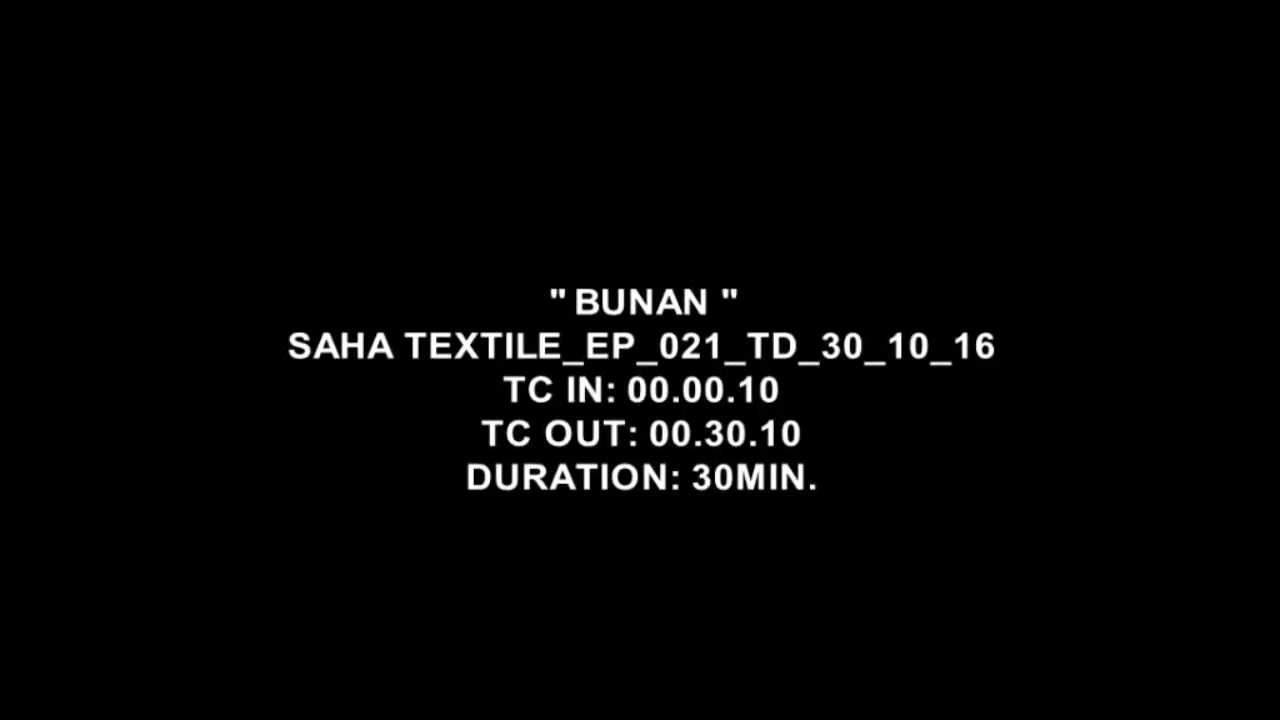 " BUNAN "
SAHA TEXTILE_EP_021_TD_30_10_16
TC IN: 00.00.10
TC OUT: 00.30.10
DURATION: 30MIN.